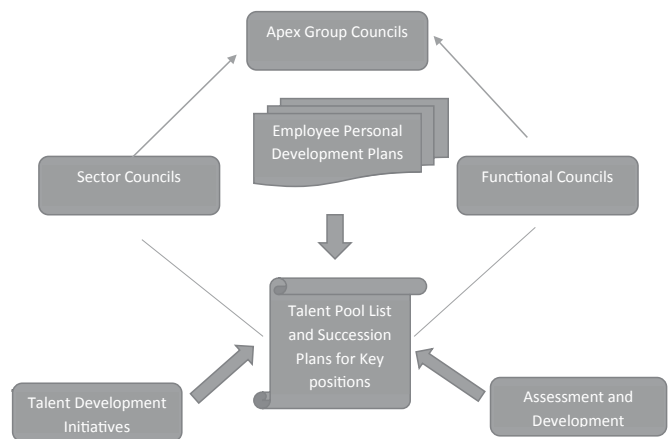 Apex Group Councils
Employee Personal
Development Plans
Sector Councils
Functional Councils
Talent Pool List
and Succession
Plans for Key
positions
Talent Development
Initiatives
Assessment and
Development